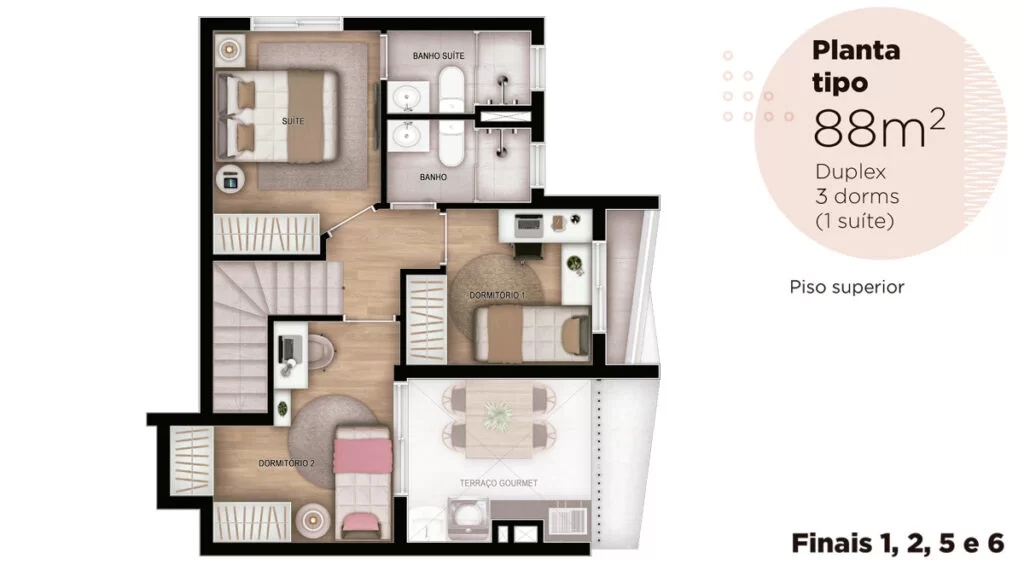 BANHO SUÍTE
SUÍTE
BANHO
DORMITÓRIO 1
DORMITÓRIO 2
TERRAÇO GOURMET
Planta
tipo
88m²
Duplex
3 dorms
(1 suíte)
Piso superior
Finais 1, 2, 5 e 6